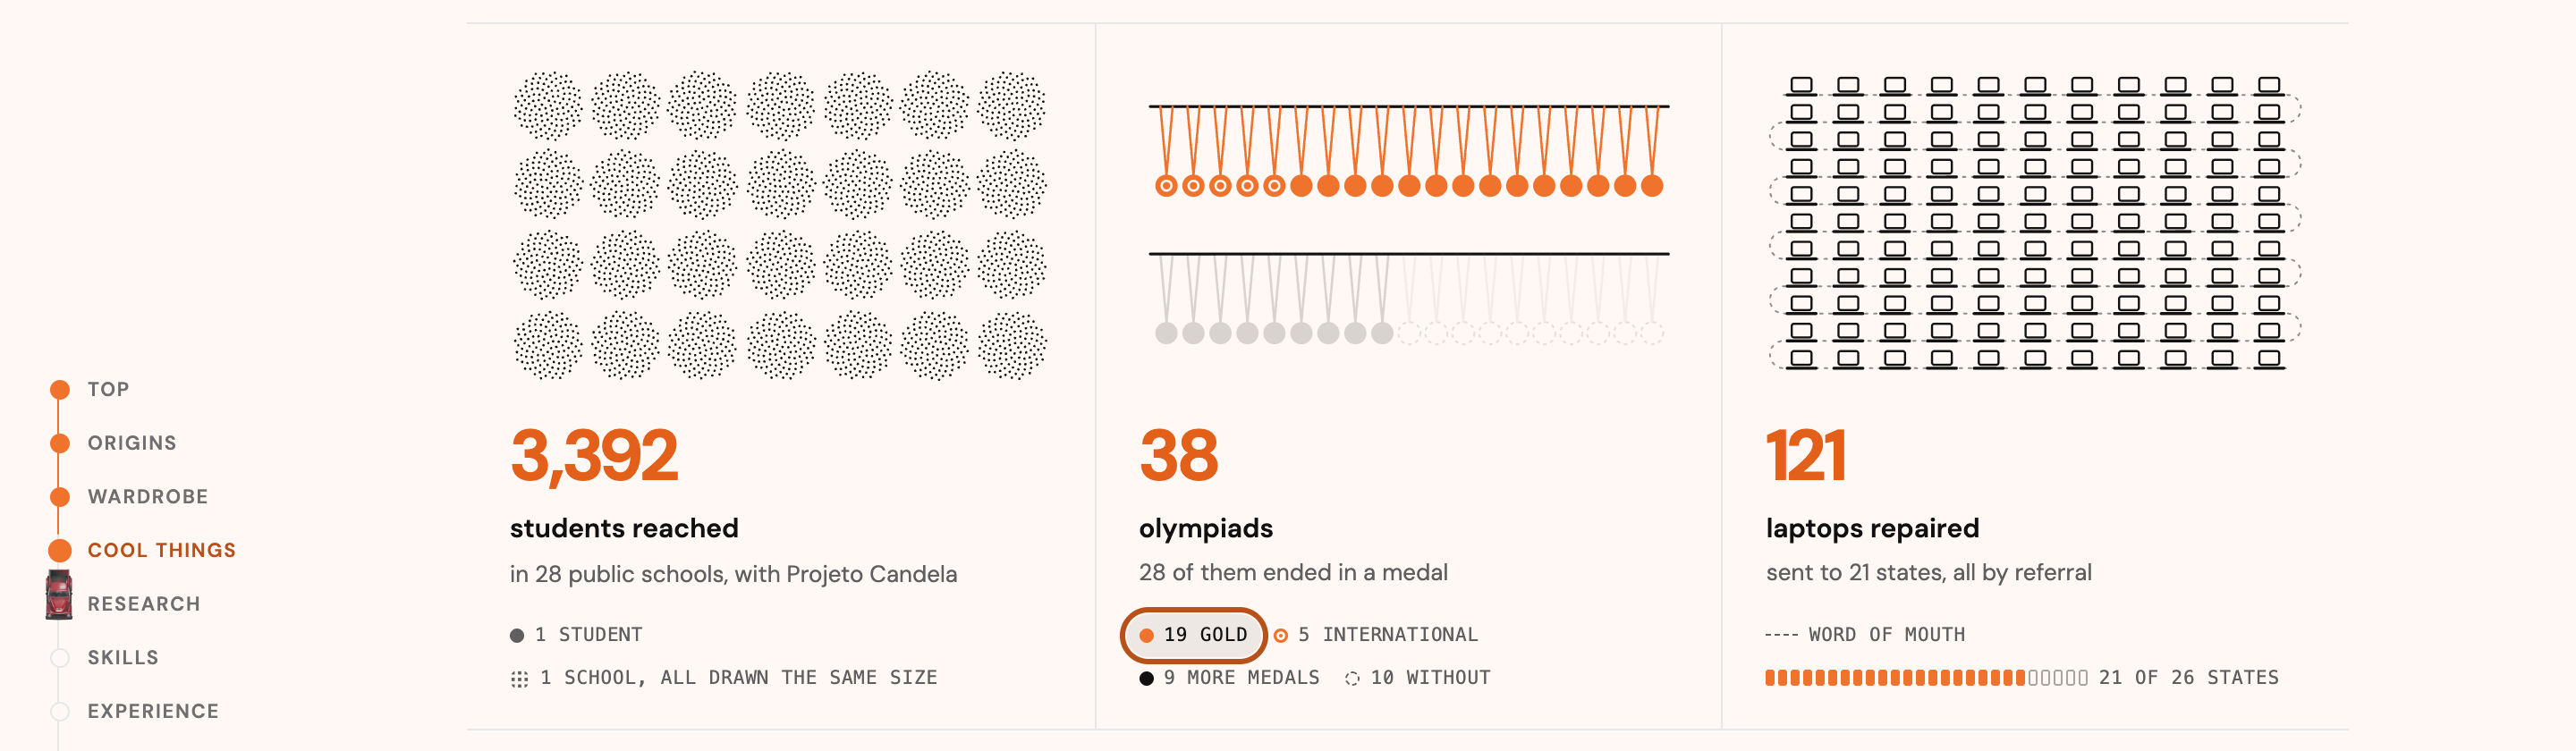 TOP
ORIGINS
WARDROBE
COOL THINGS
RESEARCH
SKILLS
EXPERIENCE
3,392
students reached
in 28 public schools, with Projeto Candela
1 STUDENT
1 SCHOOL, ALL DRAWN THE SAME SIZE
38
olympiads
28 of them ended in a medal
19 GOLD 5 INTERNATIONAL
9 MORE MEDALS 10 WITHOUT
121
laptops repaired
sent to 21 states, all by referral
WORD OF MOUTH
21 OF 26 STATES